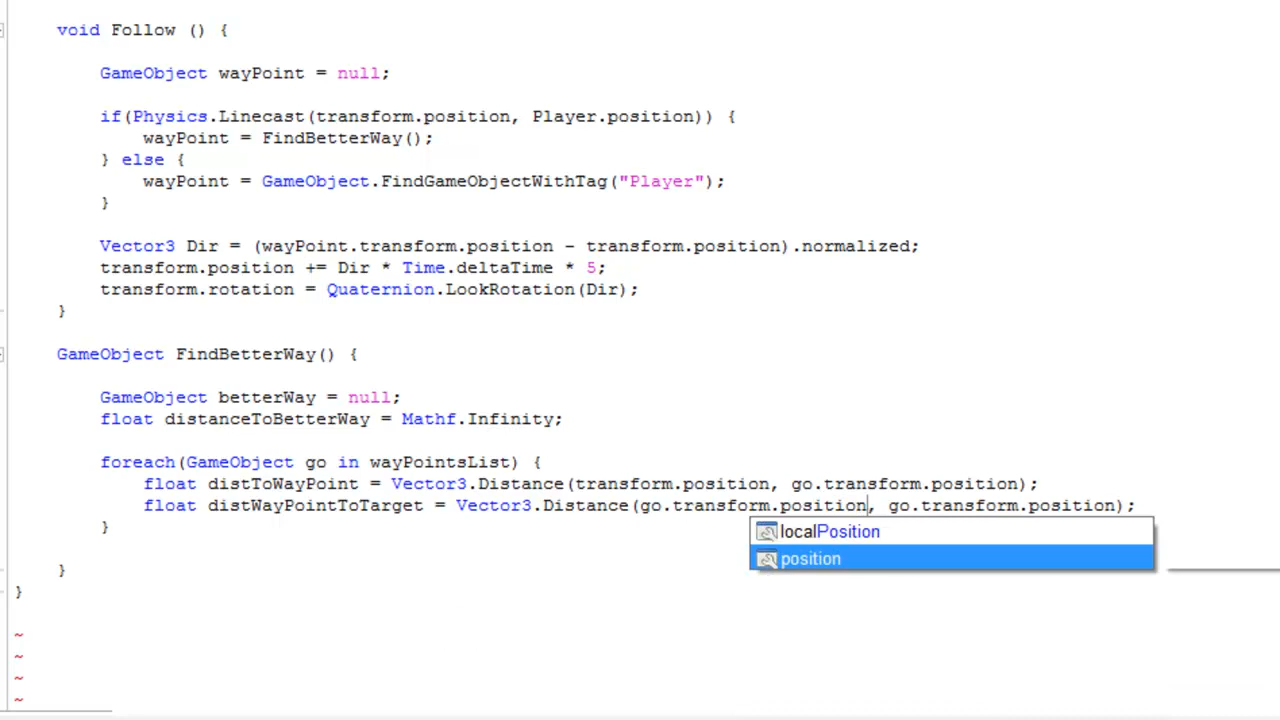 void Follow () {
GameObject wayPoint = null;
if(Physics.Linecast(transform.position, Player.position)) {
wayPoint = FindBetterWay();
} else {
wayPoint = GameObject.FindGameObjectWithTag("Player");
}
Vector3 Dir = (wayPoint.transform.position - transform.position).normalized;
transform.position += Dir * Time.deltaTime * 5;
transform.rotation = Quaternion.LookRotation(Dir);
}
GameObject FindBetterWay() {
GameObject betterWay = null;
float distanceToBetterWay = Mathf.Infinity;
foreach(GameObject go in wayPointsList) {
float distToWayPoint = Vector3.Distance(transform.position, go.transform.position);
float distWayPointToTarget = Vector3.Distance(go.transform.position, go.transform.position);
localPosition
}
position
}
}
~
~
~
~